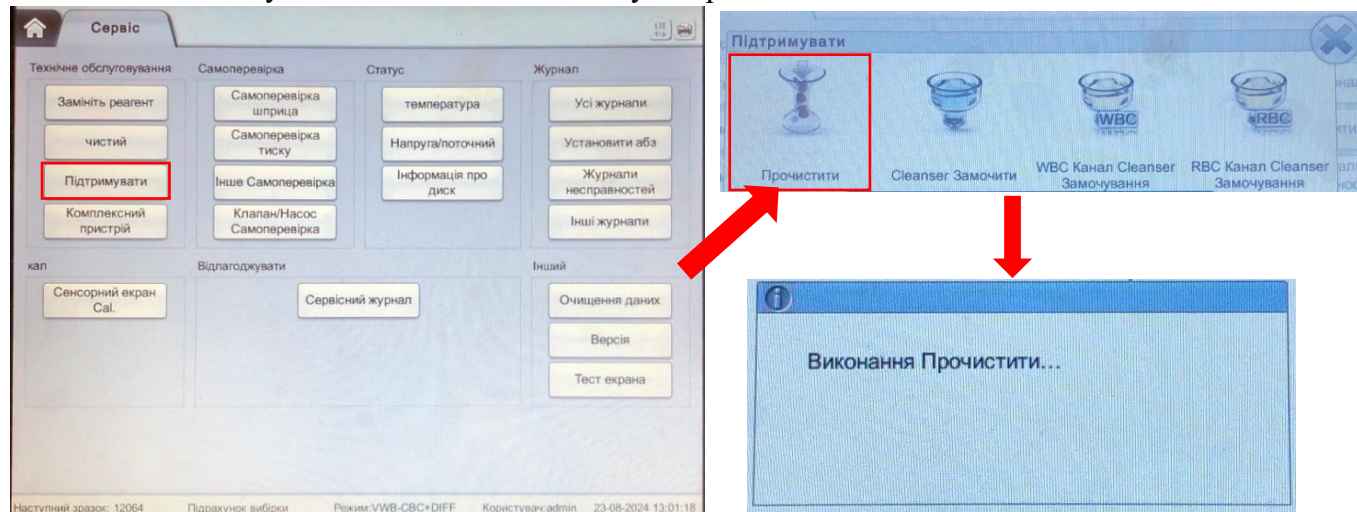 Сервіс
Технічне обслуговування
Самоперевірка
Статус
Журнал
Замініть реагент
Самоперевірка
шприца
температура
Усі журнали
чистий
Самоперевірка
тиску
Напруга/поточний
Установити абз
Підтримувати
Інше Самоперевірка
Інформація про
диск
Журнали
несправностей
Комплексний
пристрій
Клапан/Насос
Самоперевірка
Інші журнали
кал
Відлагоджувати
Інший
Сенсорний екран
Cal.
Сервісний журнал
Очищення даних
Версія
Тест екрана
Наступний зразок: 12064
Підрахунок вибірки
Режим:VWB-CBC+DIFF
Користувач:admin
23-08-2024 13:01:18
Підтримувати
WBC
RBC
Прочистити
Cleanser Замочити
WBC Канал Cleanser
Замочування
RBC Канал Cleanser
Замочування
Виконання Прочистити...